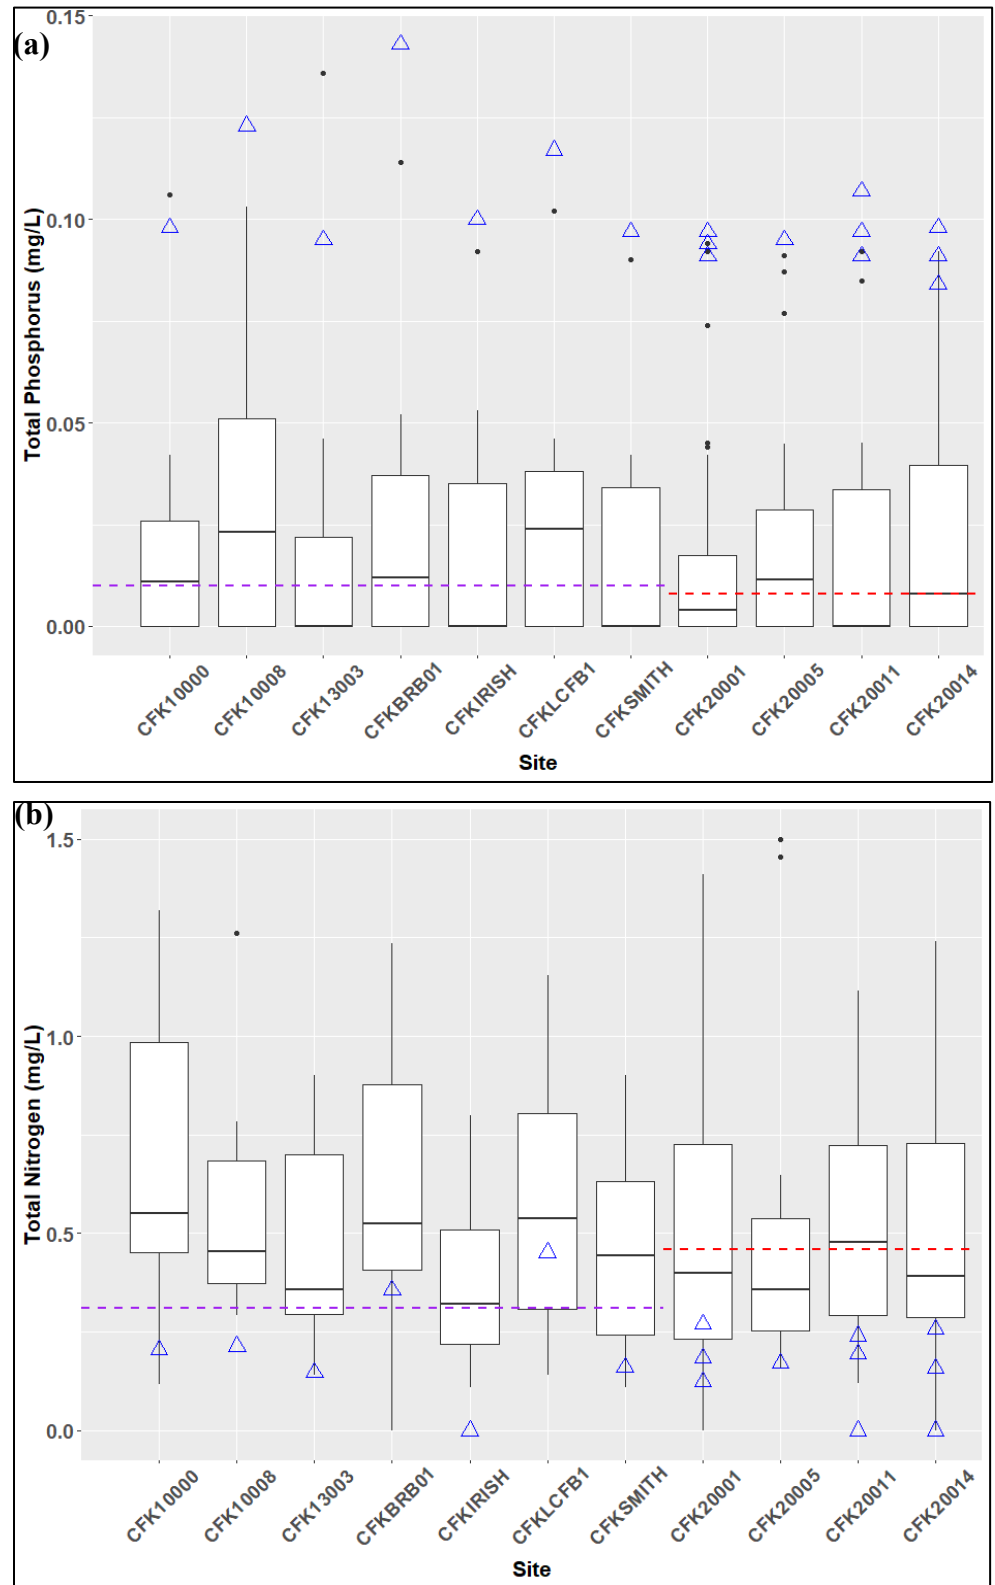 (a)
Total Phosphorus (mg/L)
0.15
0.10
0.05
0.00
CFK10000
CFK10008
CFK13003
CFKBRB01
CFKIRISH
CFKLCFB1
CFKSMITH
CFK20001
CFK20005
CFK20011
CFK20014
Site
(b)
Total Nitrogen (mg/L)
1.5
1.0
0.5
0.0
CFK10000
CFK10008
CFK13003
CFKBRB01
CFKIRISH
CFKLCFB1
CFKSMITH
CFK20001
CFK20005
CFK20011
CFK20014
Site